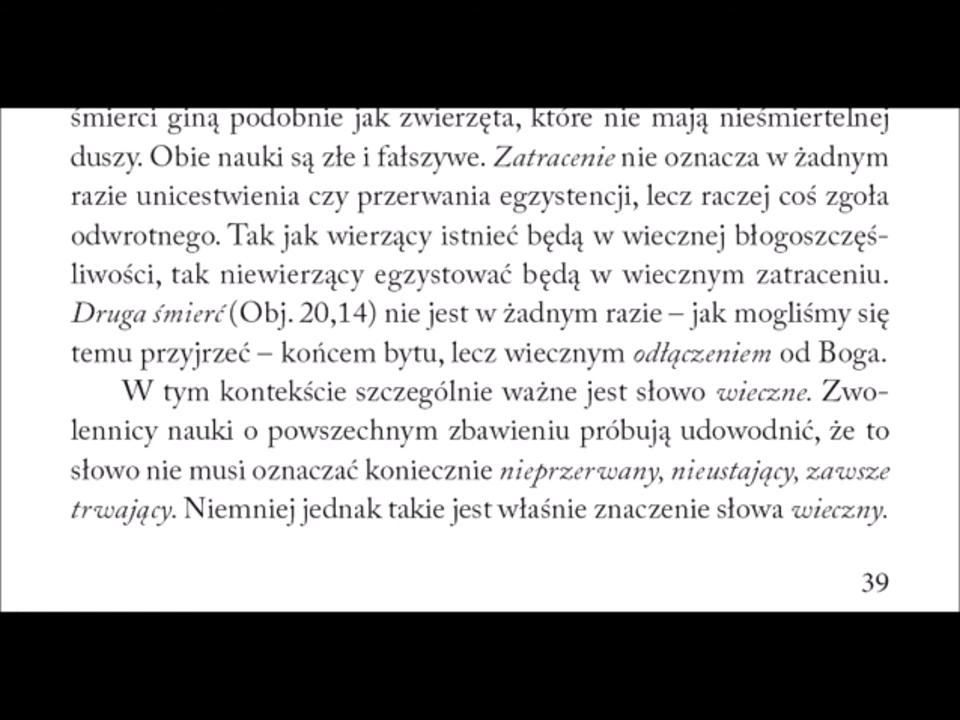 śmierci giną podobnie jak zwierzęta, które nie mają nieśmiertelnej
duszy. Obie nauki są złe i fałszywe. Zatracenie nie oznacza w żadnym
razie unicestwienia czy przerwania egzystencji, lecz raczej coś zgoła
odwrotnego. Tak jak wierzący istnieć będą w wiecznej błogoszczęś-
liwości, tak niewierzący egzystować będą w wiecznym zatraceniu.
Druga śmierć (Obj. 20,14) nie jest w żadnym razie – jak mogliśmy się
temu przyjrzeć – końcem bytu, lecz wiecznym odłączeniem od Boga.
W tym kontekście szczególnie ważne jest słowo wieczne. Zwo-
lennicy nauki o powszechnym zbawieniu próbują udowodnić, że to
słowo nie musi oznaczać koniecznie nieprzerwany, nieustający, zawsze
trwający. Niemniej jednak takie jest właśnie znaczenie słowa wieczny.
39